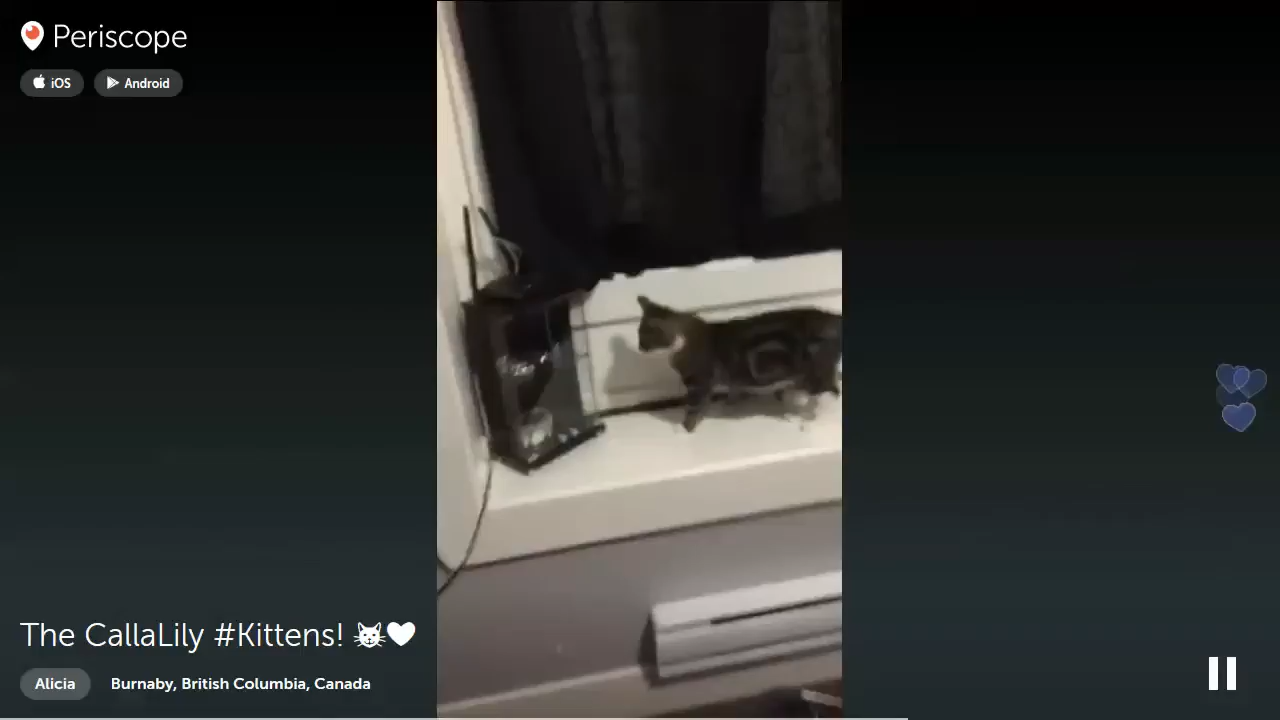 Periscope
iOS
Android
The CallaLily #Kittens! 😺🤍
Alicia
Burnaby, British Columbia, Canada